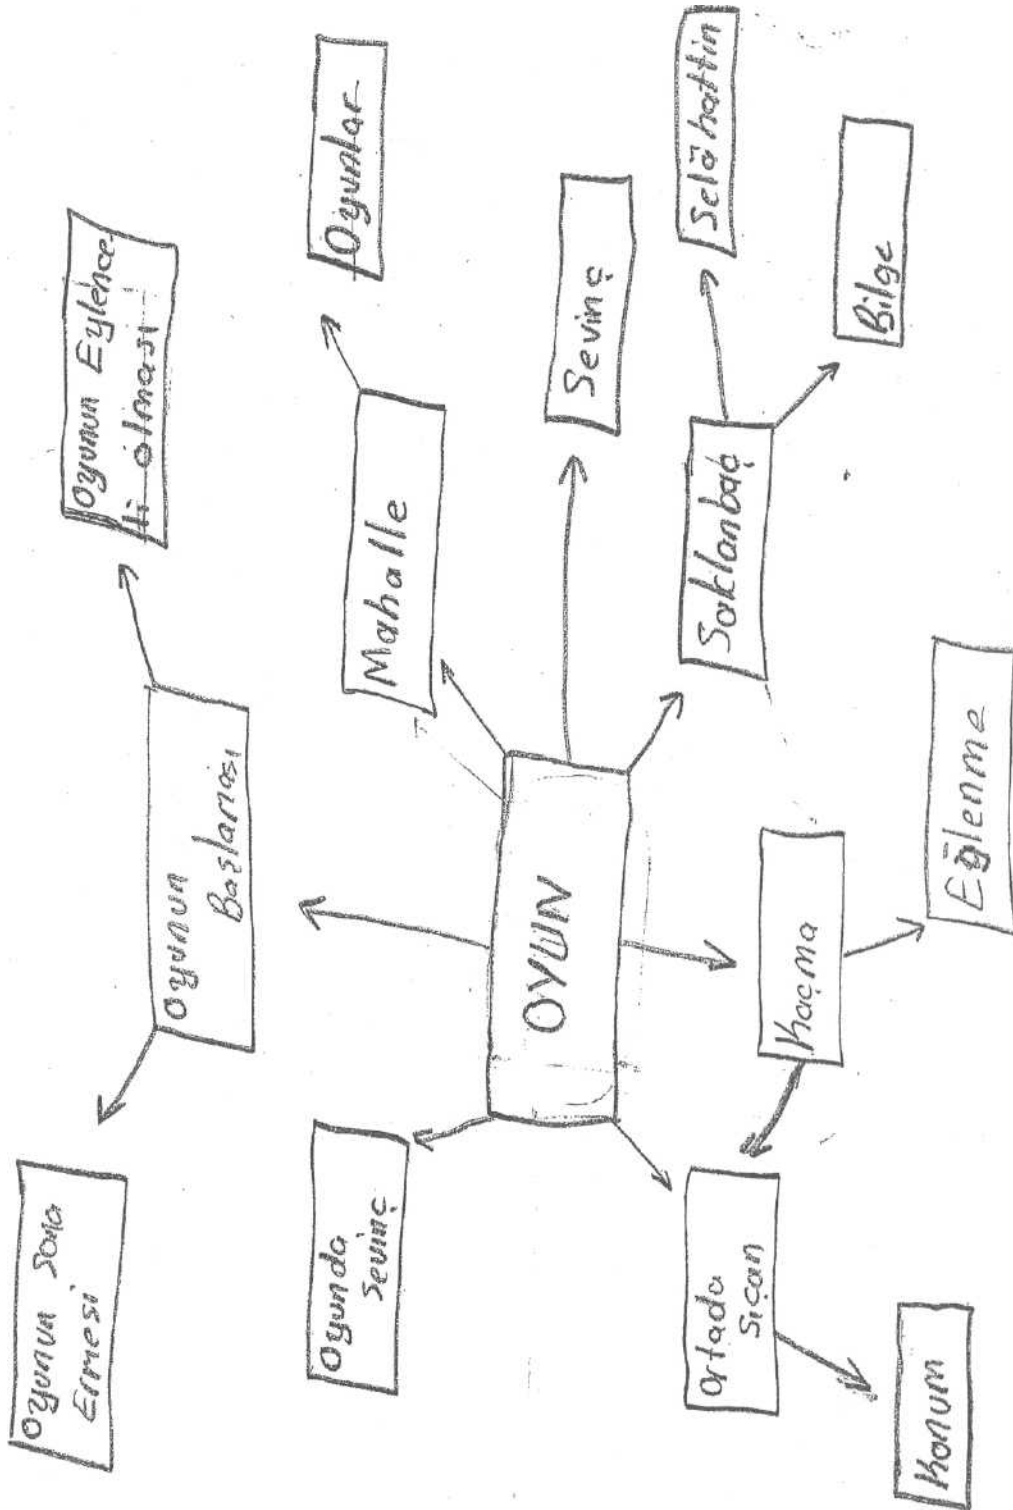 Oyunun Sona
Ermesi
Oyunun Eylence
li olması
Oyunun
Başlaması
Oyunda
sevinç
Mahalle
Oyunlar
OYUN
Sevinç
Ortada
Sıçan
Saklanbaç
Selâhattin
Kaçma
Bilge
Konum
Eğlenme